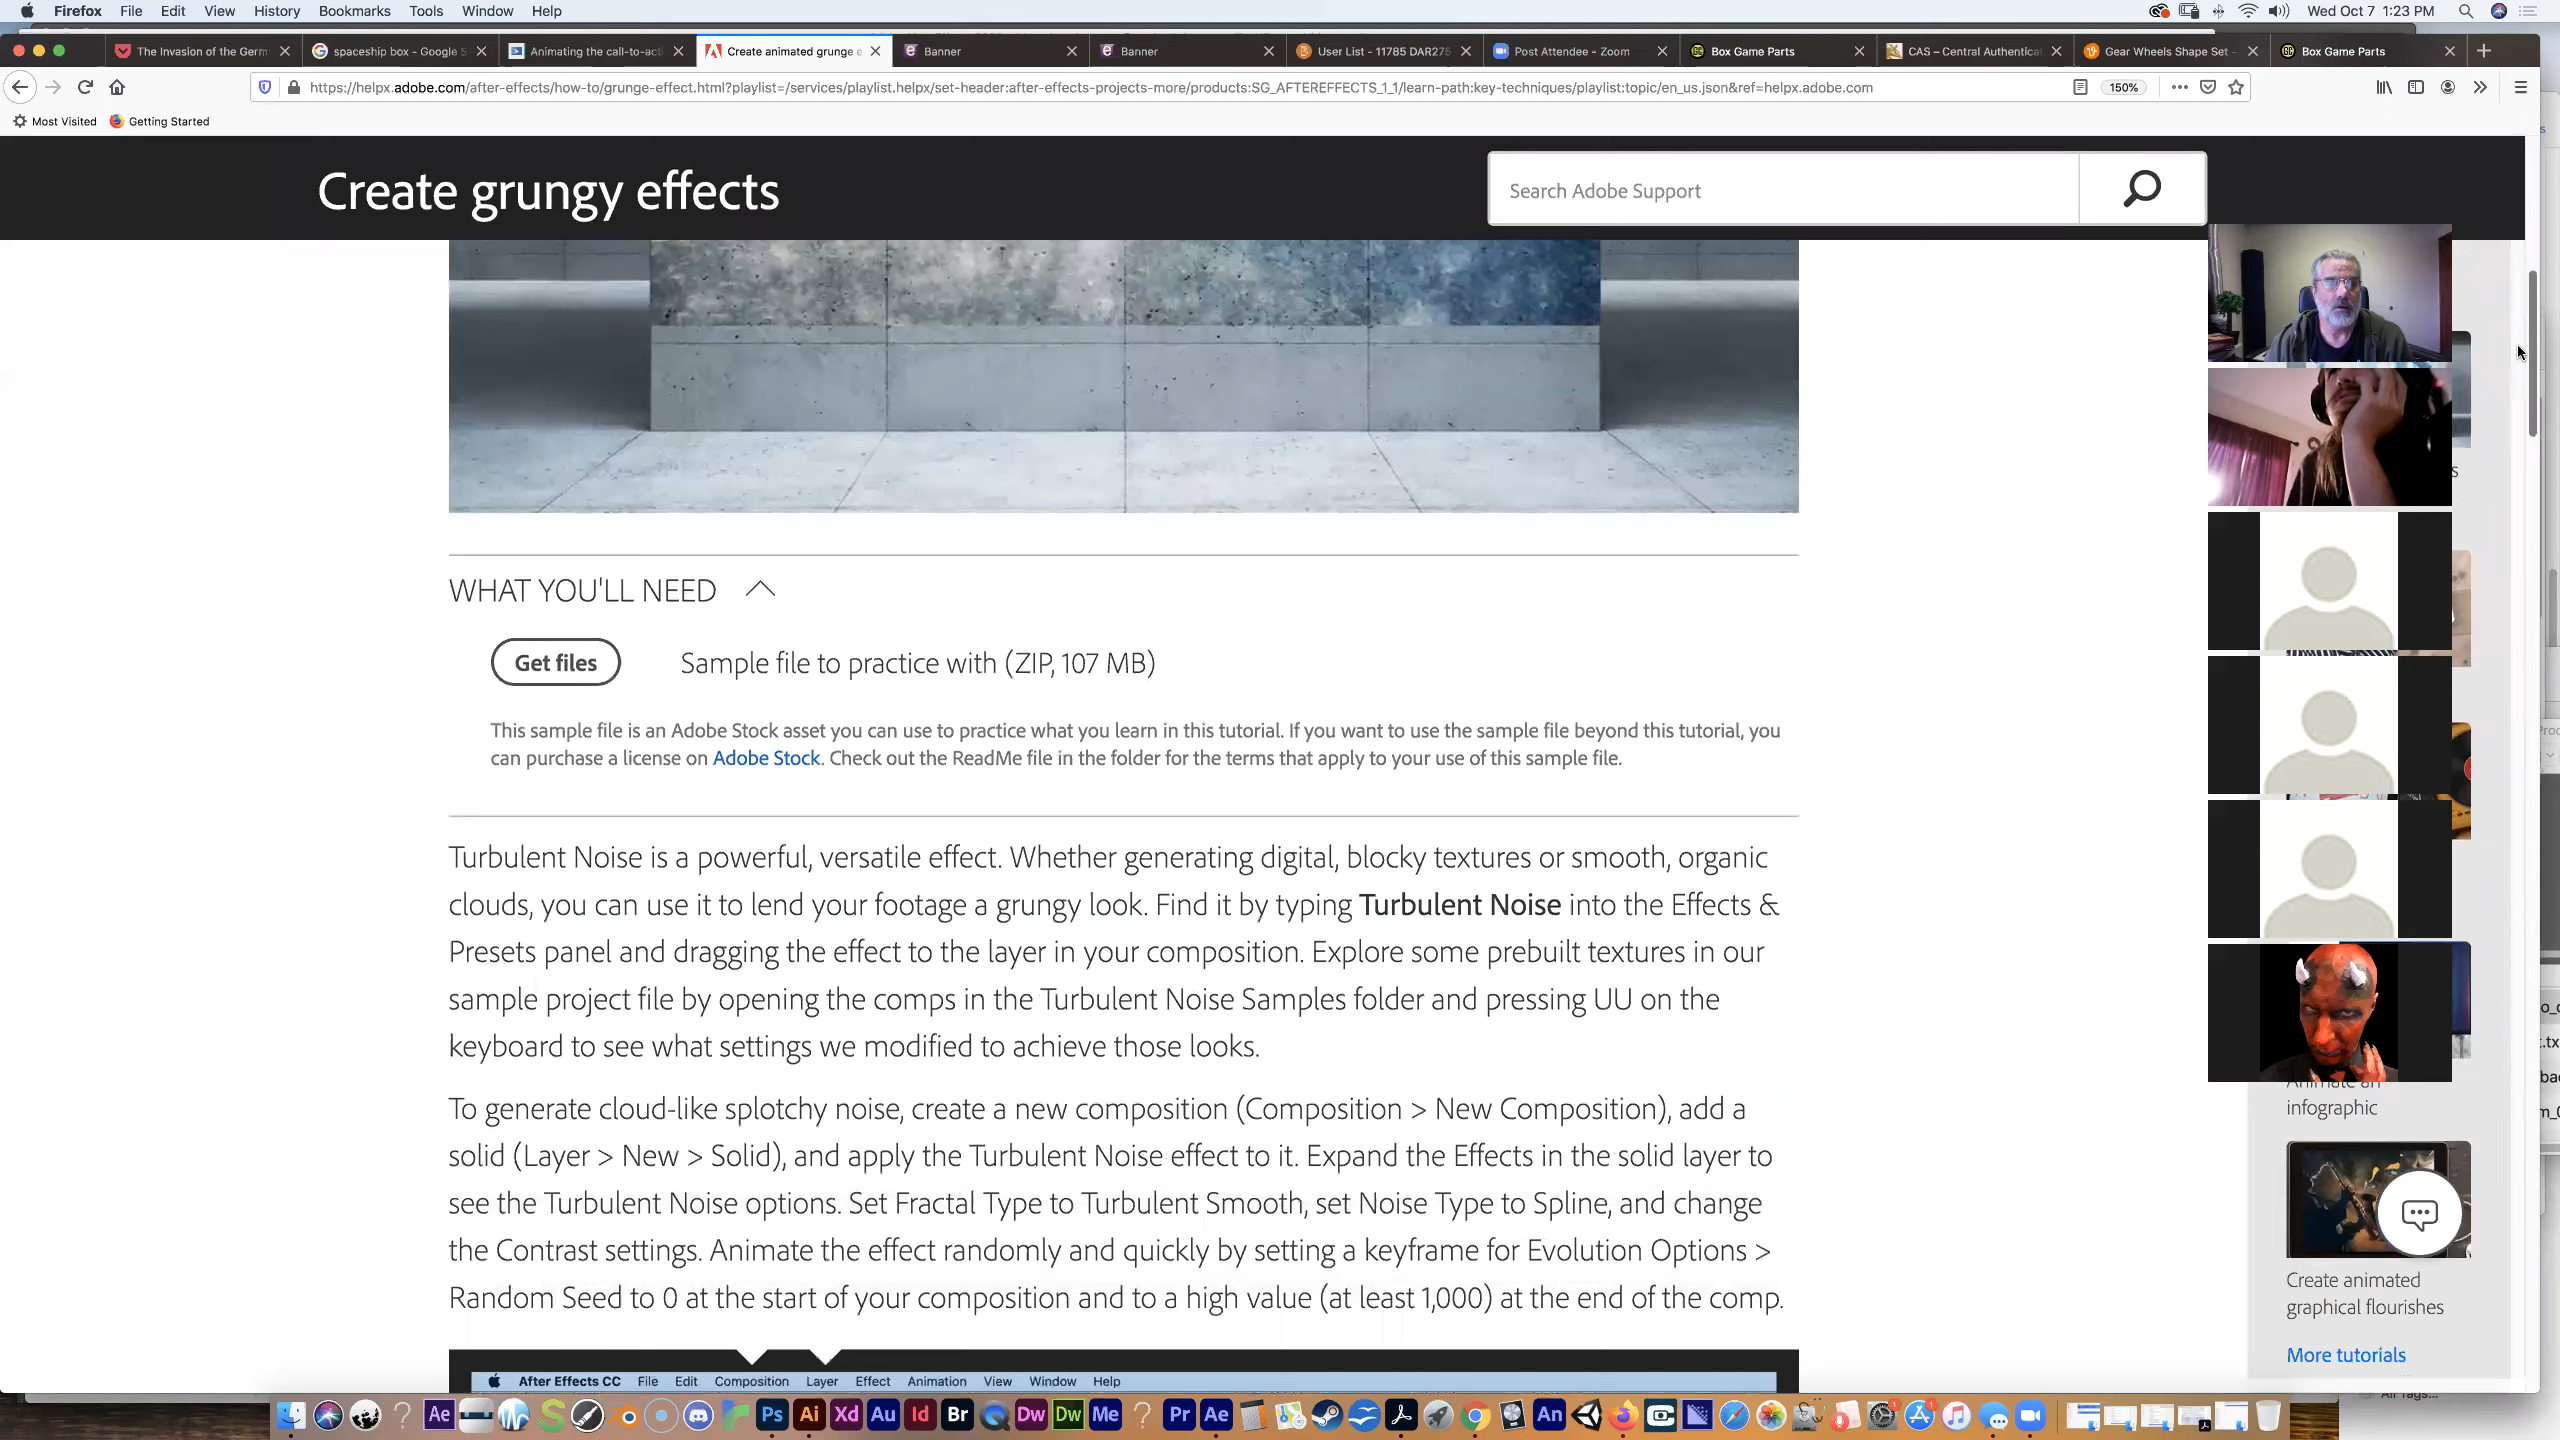 Firefox File Edit View History Bookmarks Tools Window Help
Wed Oct 7 1:23 PM
The Invasion of the Germ
spaceship box - Google S
Animating the call-to-acti
Create animated grunge e
Banner
Banner
User List - 11785 DAR275
Post Attendee - Zoom
Box Game Parts
CAS – Central Authenticat
Gear Wheels Shape Set -
Box Game Parts
https://helpx.adobe.com/after-effects/how-to/grunge-effect.html?playlist=/services/playlist.helpx/set-header:after-effects-projects-more/products:SG_AFTEREFFECTS_1_1/learn-path:key-techniques/playlist:topic/en_us.json&ref=helpx.adobe.com
150%
Most Visited Getting Started
Create grungy effects
Search Adobe Support
WHAT YOU'LL NEED
Get files Sample file to practice with (ZIP, 107 MB)
This sample file is an Adobe Stock asset you can use to practice what you learn in this tutorial. If you want to use the sample file beyond this tutorial, you
can purchase a license on Adobe Stock. Check out the ReadMe file in the folder for the terms that apply to your use of this sample file.
Turbulent Noise is a powerful, versatile effect. Whether generating digital, blocky textures or smooth, organic
clouds, you can use it to lend your footage a grungy look. Find it by typing Turbulent Noise into the Effects &
Presets panel and dragging the effect to the layer in your composition. Explore some prebuilt textures in our
sample project file by opening the comps in the Turbulent Noise Samples folder and pressing UU on the
keyboard to see what settings we modified to achieve those looks.
To generate cloud-like splotchy noise, create a new composition (Composition > New Composition), add a
solid (Layer > New > Solid), and apply the Turbulent Noise effect to it. Expand the Effects in the solid layer to
see the Turbulent Noise options. Set Fractal Type to Turbulent Smooth, set Noise Type to Spline, and change
the Contrast settings. Animate the effect randomly and quickly by setting a keyframe for Evolution Options >
Random Seed to 0 at the start of your composition and to a high value (at least 1,000) at the end of the comp.
After Effects CC File Edit Composition Layer Effect Animation View Window Help
Animate an
infographic
Create animated
graphical flourishes
More tutorials
All Tags...
Ae Ps Ai Xd Au Id Br Dw Dw Me Pr Ae An